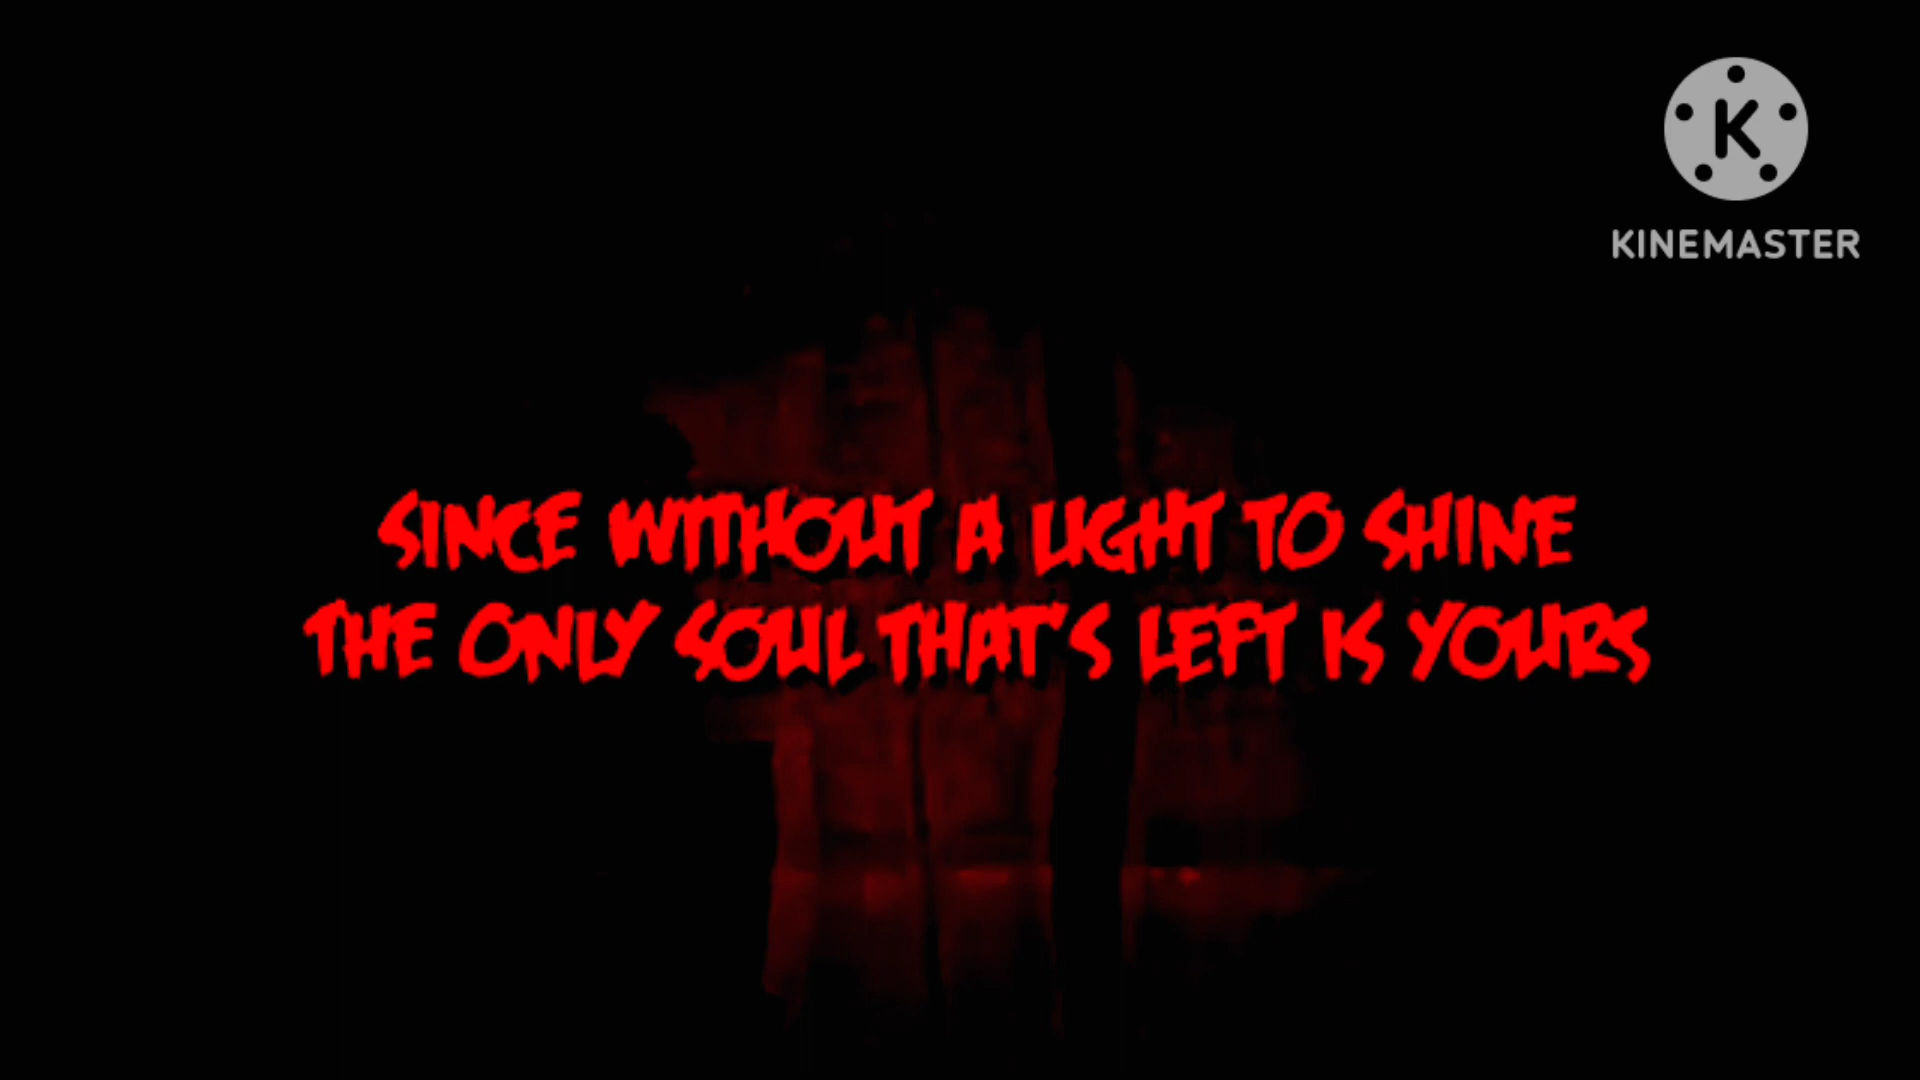 K
KINEMASTER
SINCE WITHOUT A LIGHT TO SHINE
THE ONLY SOUL THAT'S LEFT IS YOURS